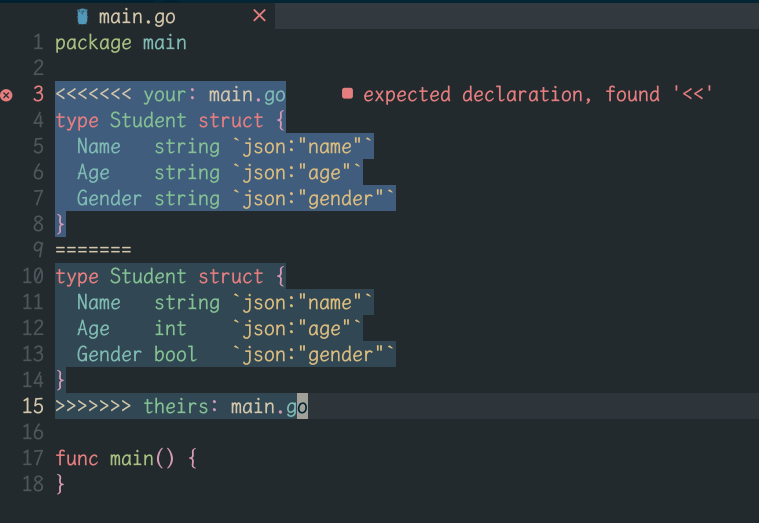 main.go ×
1 package main
2
3 <<<<<<< your: main.go ■ expected declaration, found '<<'
4 type Student struct {
5   Name   string `json:"name"`
6   Age    string `json:"age"`
7   Gender string `json:"gender"`
8 }
9 =======
10 type Student struct {
11   Name   string `json:"name"`
12   Age    int    `json:"age"`
13   Gender bool   `json:"gender"`
14 }
15 >>>>>>> theirs: main.go
16
17 func main() {
18 }